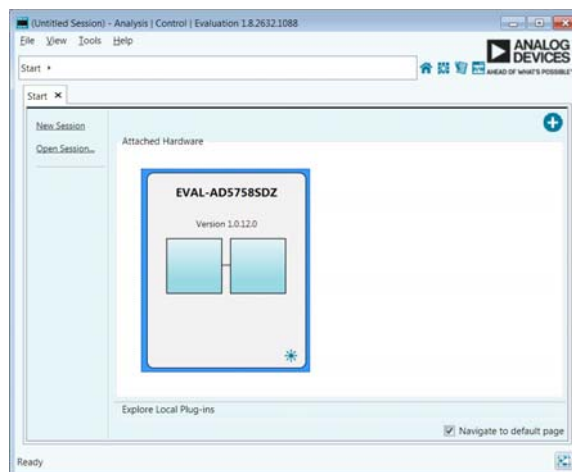 (Untitled Session) - Analysis | Control | Evaluation 1.8.2632.1088
File View Tools Help
ANALOG
DEVICES
AHEAD OF WHAT'S POSSIBLE™
Start
Start
New Session
Open Session...
Attached Hardware
EVAL-AD5758SDZ
Version 1.0.12.0
Explore Local Plug-ins
Navigate to default page
Ready